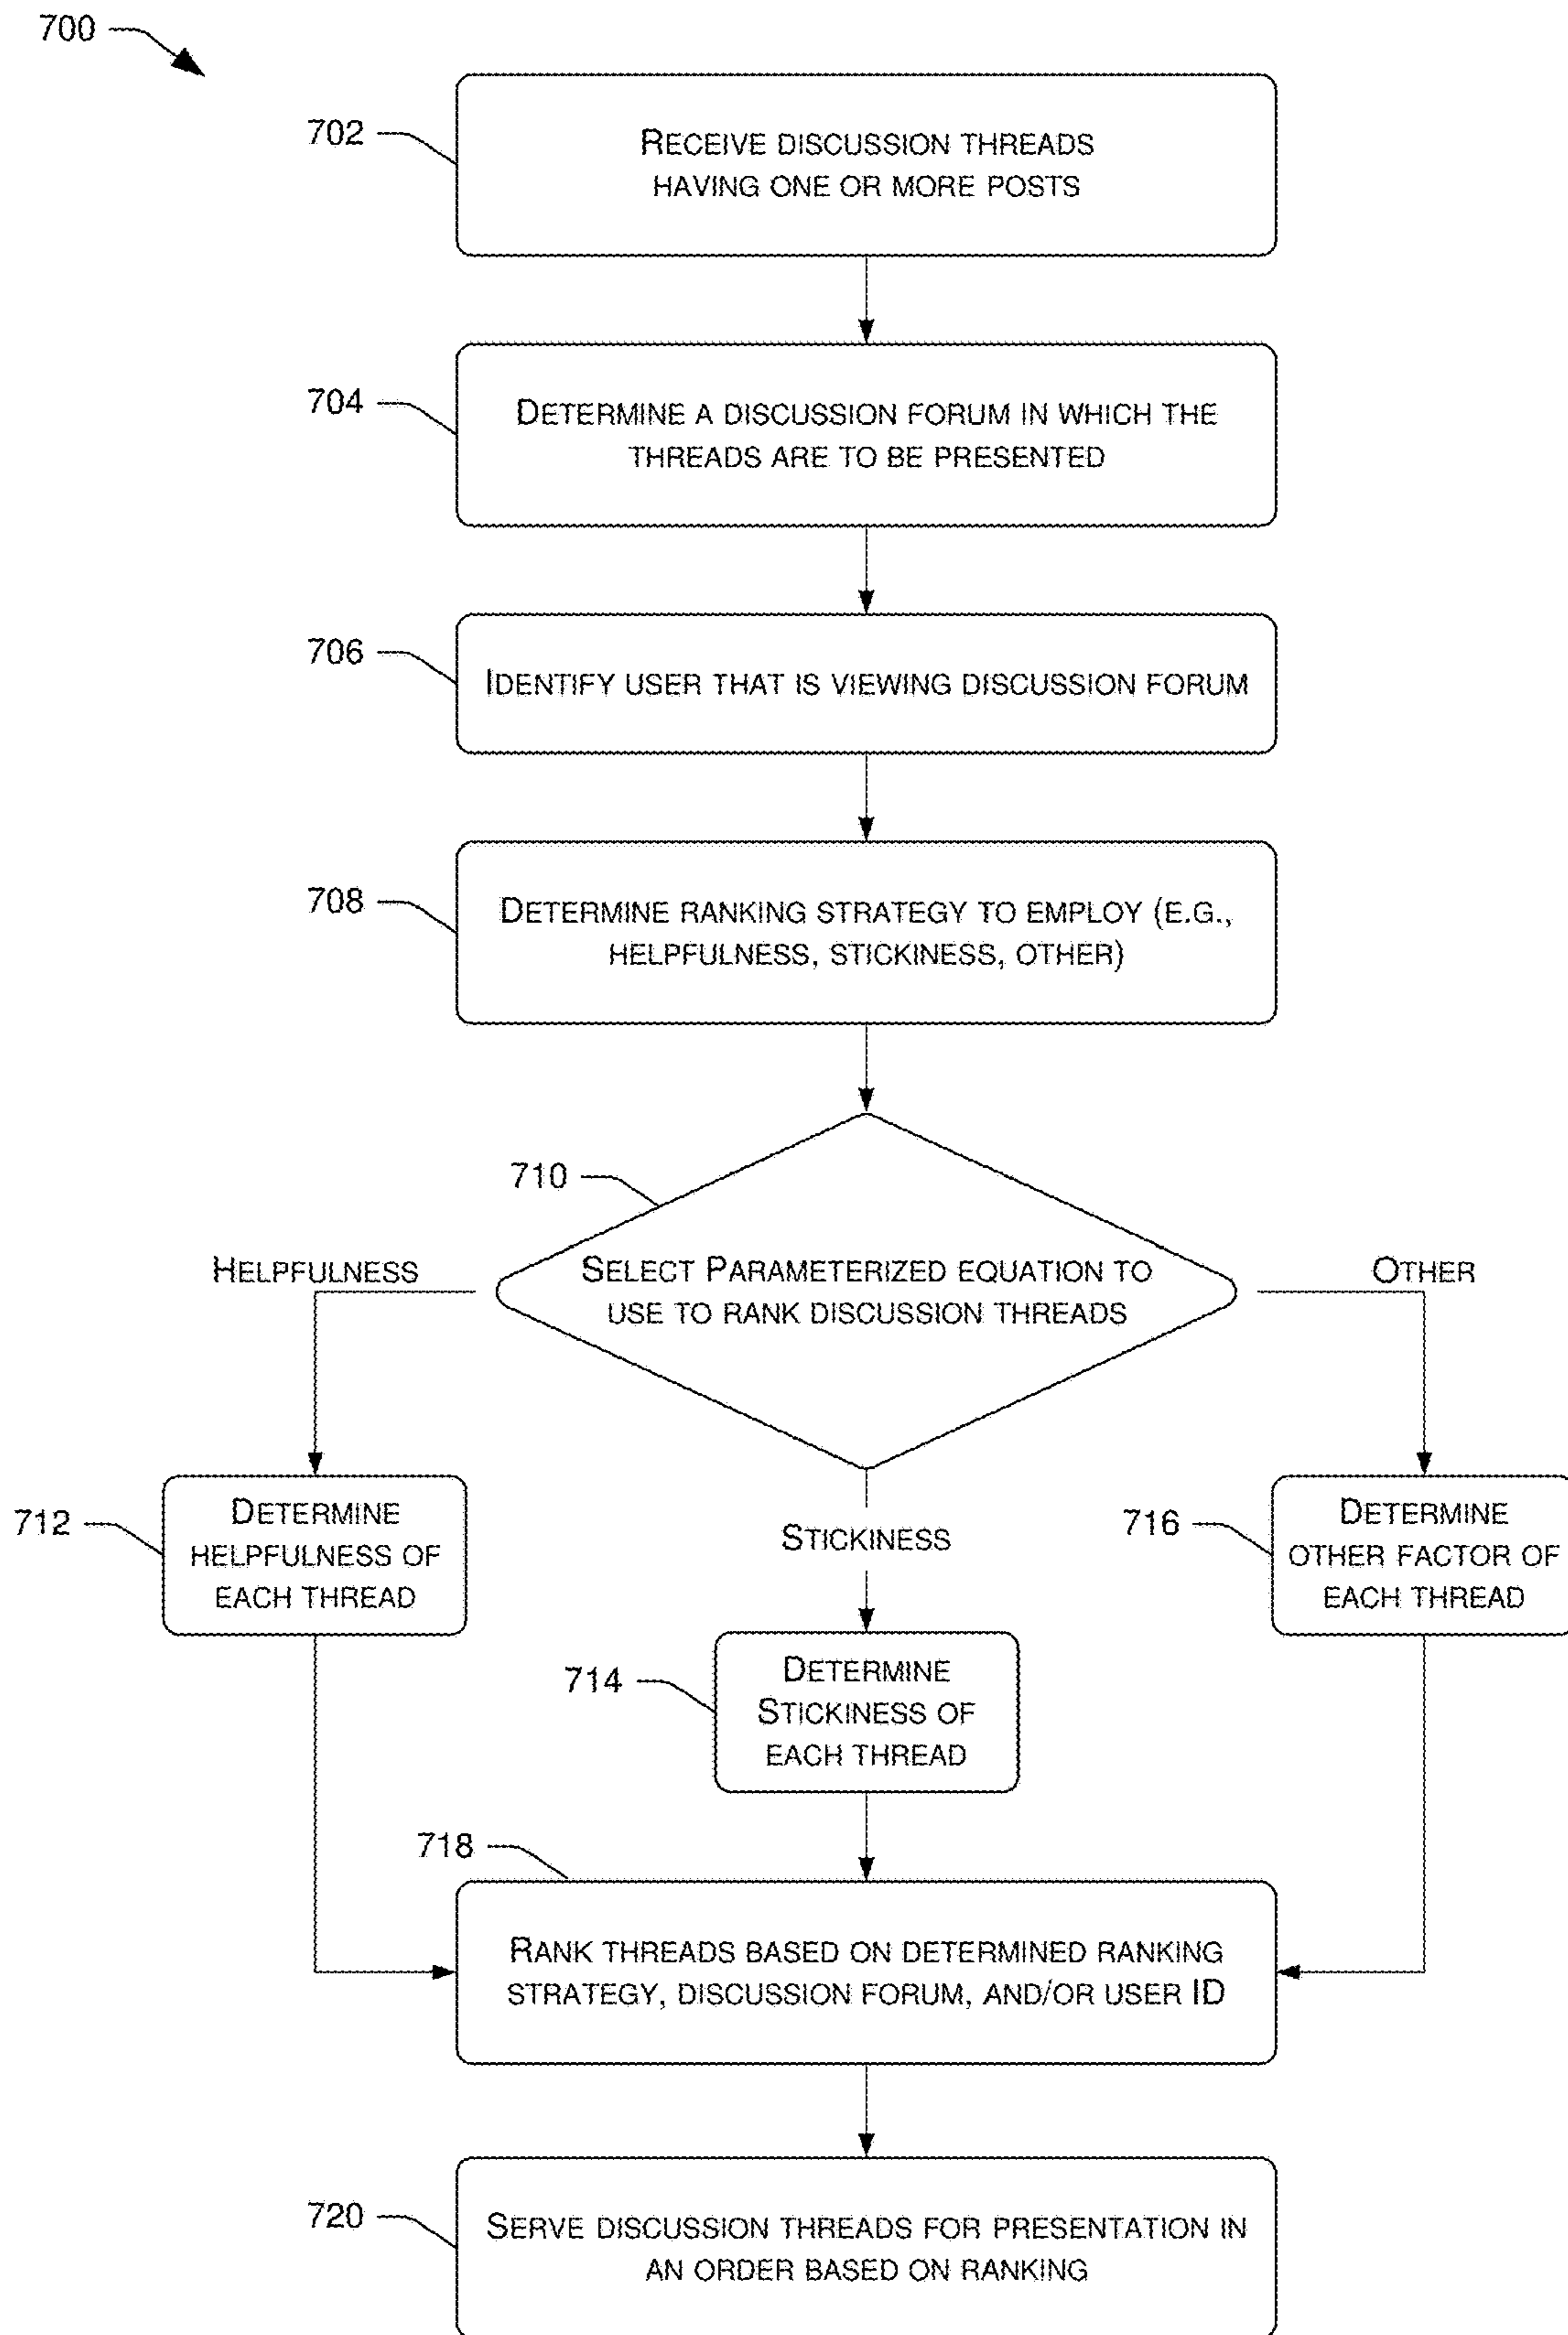 700
702
RECEIVE DISCUSSION THREADS
HAVING ONE OR MORE POSTS
704
DETERMINE A DISCUSSION FORUM IN WHICH THE
THREADS ARE TO BE PRESENTED
706
IDENTIFY USER THAT IS VIEWING DISCUSSION FORUM
708
DETERMINE RANKING STRATEGY TO EMPLOY (E.G.,
HELPFULNESS, STICKINESS, OTHER)
710
SELECT PARAMETERIZED EQUATION TO
USE TO RANK DISCUSSION THREADS
HELPFULNESS
OTHER
712
DETERMINE
HELPFULNESS OF
EACH THREAD
STICKINESS
716
DETERMINE
OTHER FACTOR OF
EACH THREAD
714
DETERMINE
STICKINESS OF
EACH THREAD
718
RANK THREADS BASED ON DETERMINED RANKING
STRATEGY, DISCUSSION FORUM, AND/OR USER ID
720
SERVE DISCUSSION THREADS FOR PRESENTATION IN
AN ORDER BASED ON RANKING